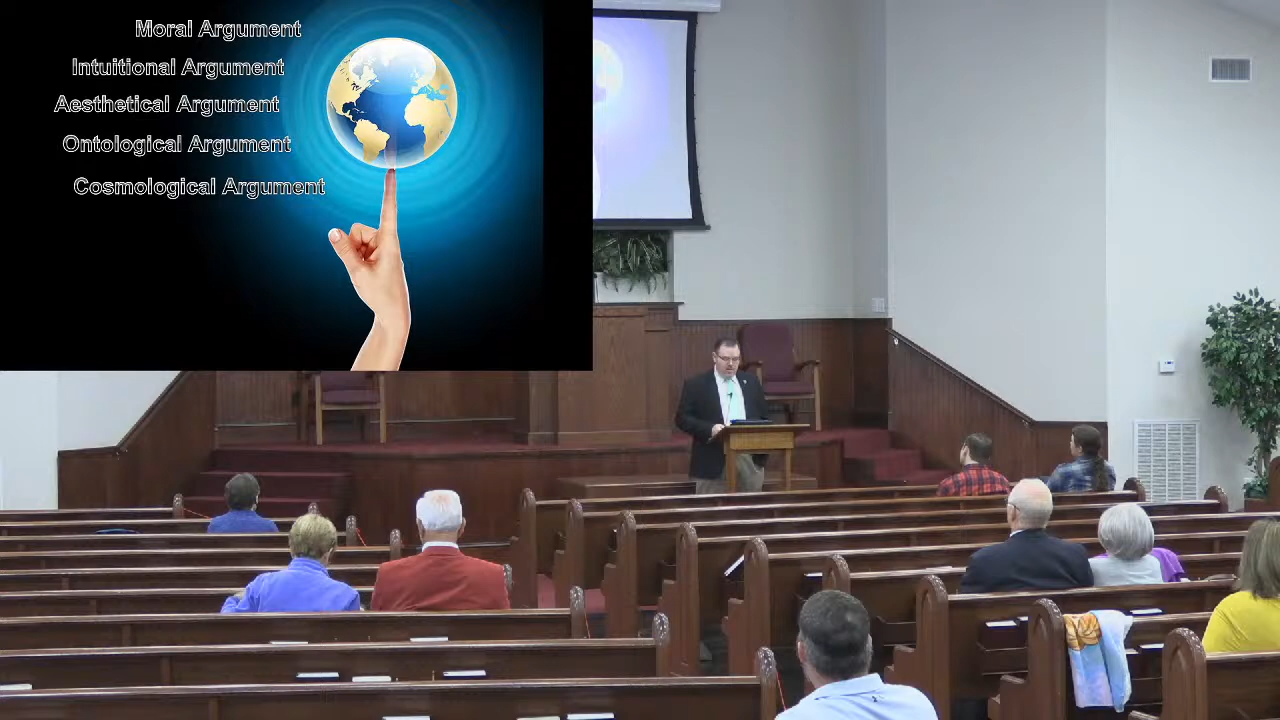 Moral Argument
Intuitional Argument
Aesthetical Argument
Ontological Argument
Cosmological Argument